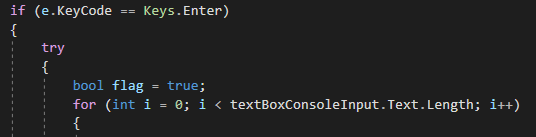 if (e.KeyCode == Keys.Enter)
{
try
{
bool flag = true;
for (int i = 0; i < textBoxConsoleInput.Text.Length; i++)
{